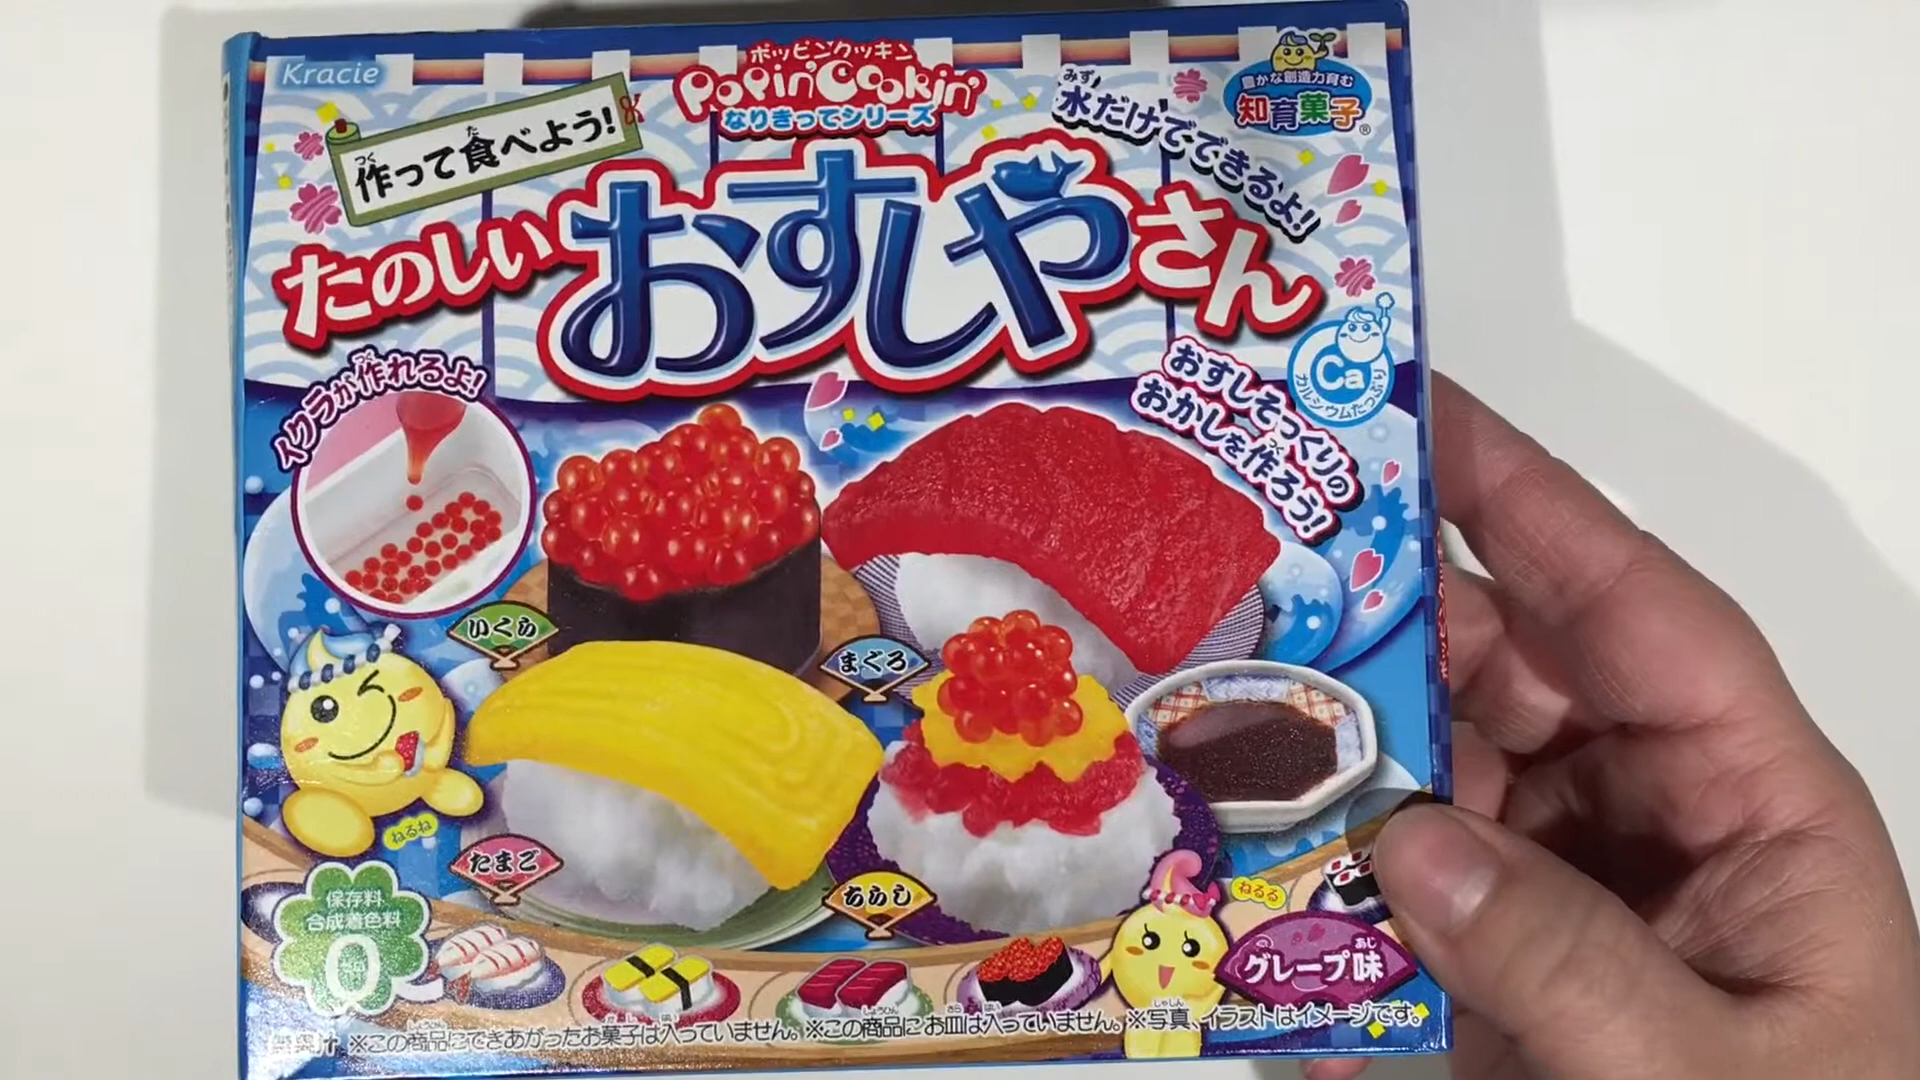 Kracie
ポッピンクッキン
Popin'Cookin'
なりきってシリーズ
作って食べよう!
水だけでできるよ!!
豊かな創造力育む
知育菓子®
たのしい
おすしやさん
Ca
カルシウムたっぷり
イクラが作れるよ!
おすしそっくりの
おかしを作ろう!
いくら
まぐろ
たまご
ちらし
ねるね
ねるる
保存料
合成着色料
0
グレープ味
※この商品にできあがったお菓子は入っていません。※この商品にお皿は入っていません。※写真、イラストはイメージです。